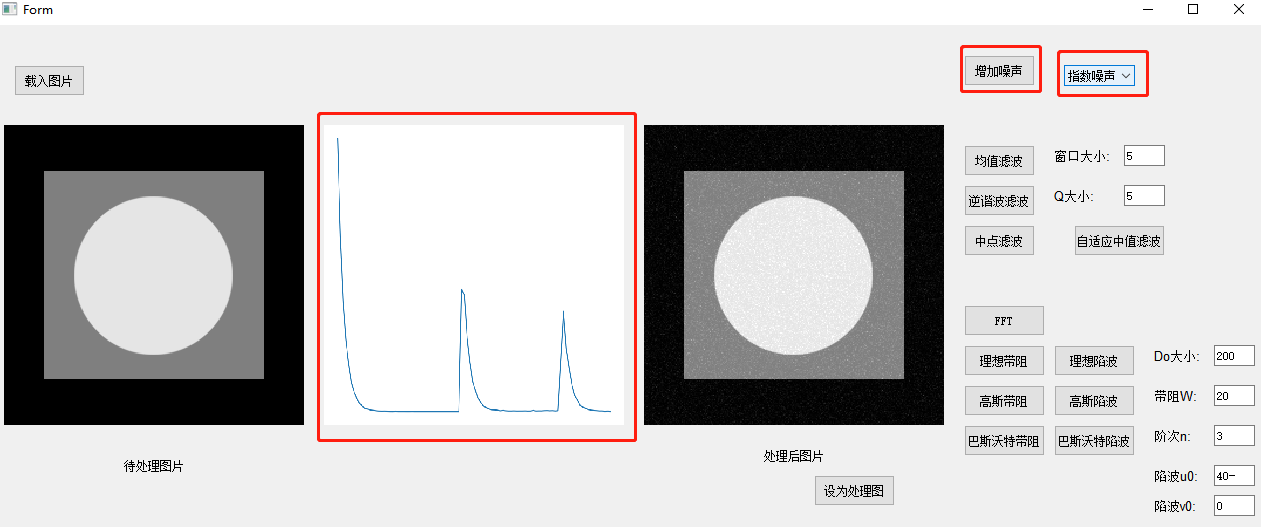 Form
载入图片
增加噪声
指数噪声
均值滤波
窗口大小:
5
逆谐波滤波
Q大小:
5
中点滤波
自适应中值滤波
FFT
理想带阻
理想陷波
Do大小:
200
高斯带阻
高斯陷波
带阻W:
20
巴斯沃特带阻
巴斯沃特陷波
阶次n:
3
待处理图片
处理后图片
设为处理图
陷波u0:
40-
陷波v0:
0